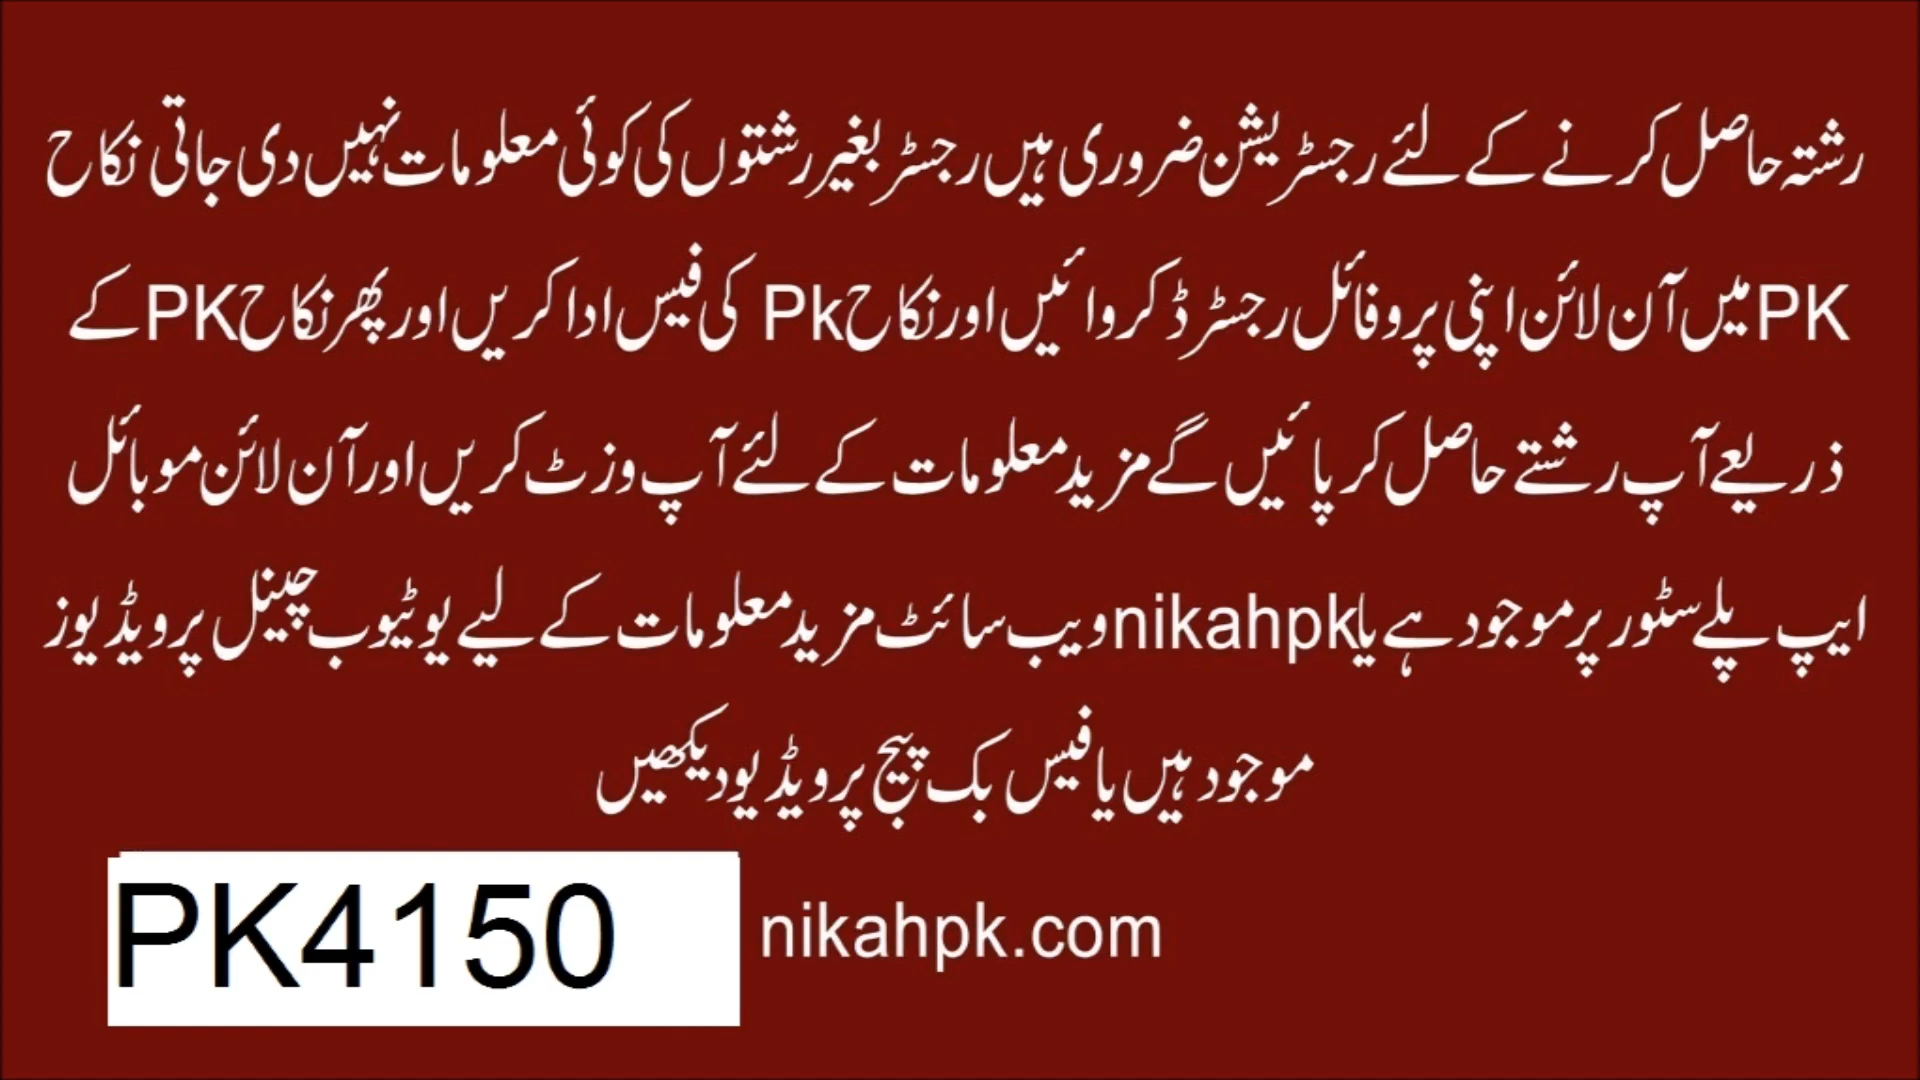 رشتہ حاصل کرنے کے لئے رجسٹریشن ضروری ہیں رجسٹر بغیر رشتوں کی کوئی معلومات نہیں دی جاتی نکاح
PK میں آن لائن اپنی پروفائل رجسٹرڈ کروائیں اور نکاح Pk کی فیس ادا کریں اور پھر نکاح PK کے
ذریعے آپ رشتے حاصل کر پائیں گے مزید معلومات کے لئے آپ وزٹ کریں اور آن لائن موبائل
ایپ پلے سٹور پر موجود ہے یا nikahpk ویب سائٹ مزید معلومات کے لیے یوٹیوب چینل پر ویڈیوز
موجود ہیں یا فیس بک پیج پر ویڈیو دیکھیں
PK4150
nikahpk.com